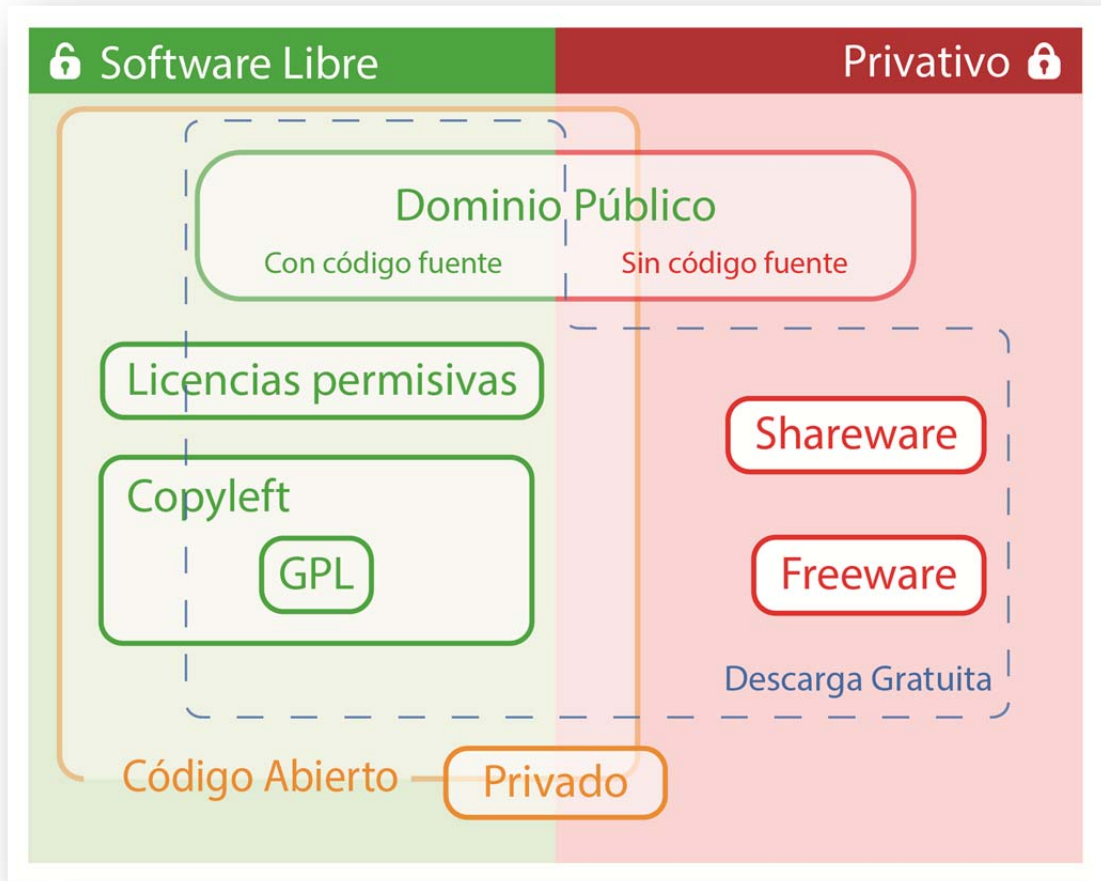 Software Libre
Privativo
Dominio Público
Con código fuente
Sin código fuente
Licencias permisivas
Shareware
Copyleft
GPL
Freeware
Descarga Gratuita
Código Abierto
Privado